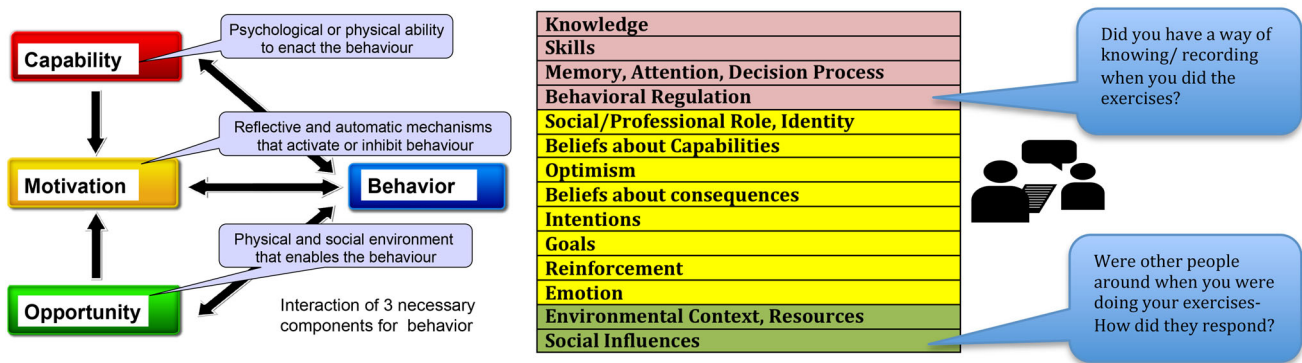 Psychological or physical ability
to enact the behaviour
Capability
Reflective and automatic mechanisms
that activate or inhibit behaviour
Motivation
Behavior
Physical and social environment
that enables the behaviour
Opportunity
Interaction of 3 necessary
components for behavior
Knowledge
Skills
Memory, Attention, Decision Process
Behavioral Regulation
Social/Professional Role, Identity
Beliefs about Capabilities
Optimism
Beliefs about consequences
Intentions
Goals
Reinforcement
Emotion
Environmental Context, Resources
Social Influences
Did you have a way of
knowing/ recording
when you did the
exercises?
Were other people
around when you were
doing your exercises-
How did they respond?